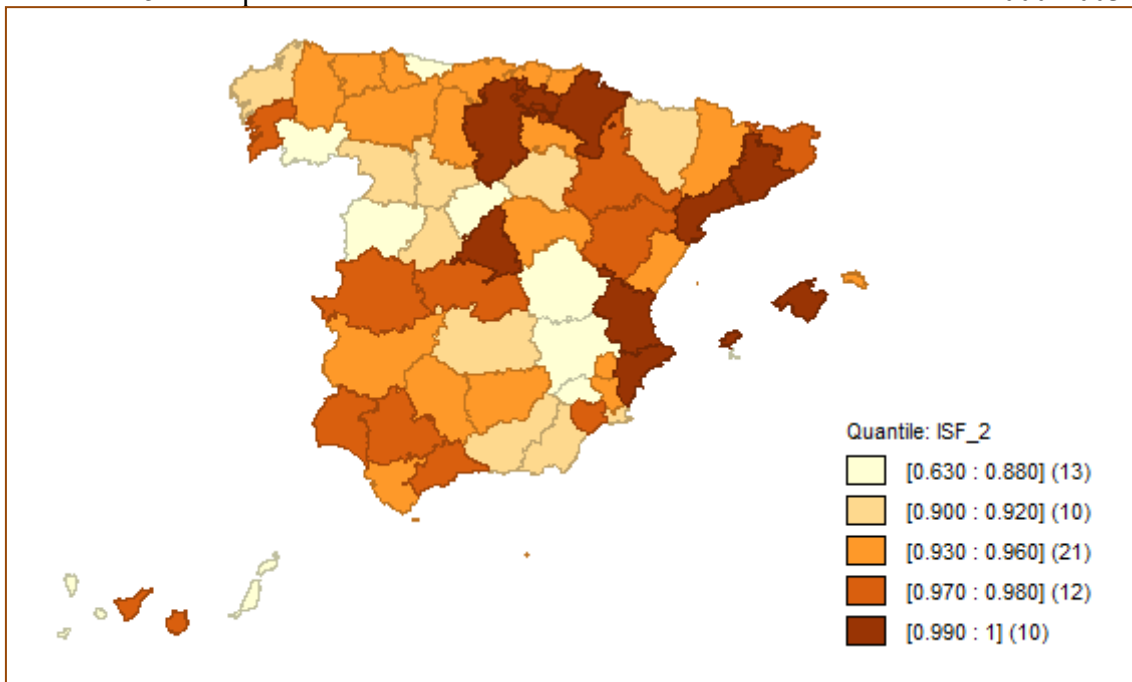 Quantile: ISF_2
[0.630 : 0.880] (13)
[0.900 : 0.920] (10)
[0.930 : 0.960] (21)
[0.970 : 0.980] (12)
[0.990 : 1] (10)